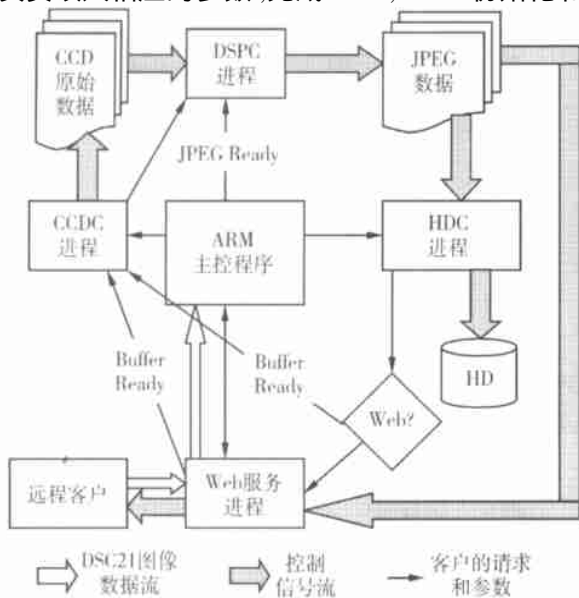 CCD
原始
数据
DSPC
进程
JPEG
数据
JPEG Ready
CCDC
进程
ARM
主控程序
HDC
进程
Buffer
Ready
Buffer
Ready
Web?
HD
远程客户
Web服务
进程
DSC21图像
数据流
控制
信号流
客户的请求
和参数